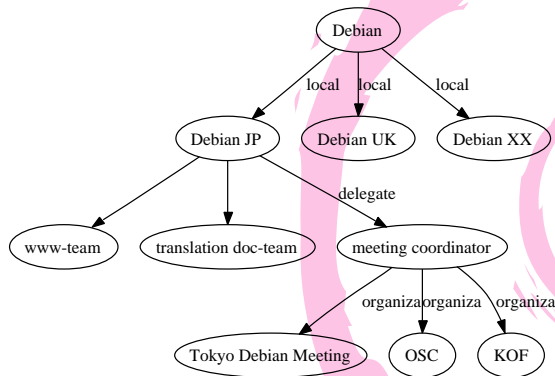 Debian
local
local
local
Debian JP
Debian UK
Debian XX
delegate
www-team
translation doc-team
meeting coordinator
organiza
organiza
organiza
Tokyo Debian Meeting
OSC
KOF